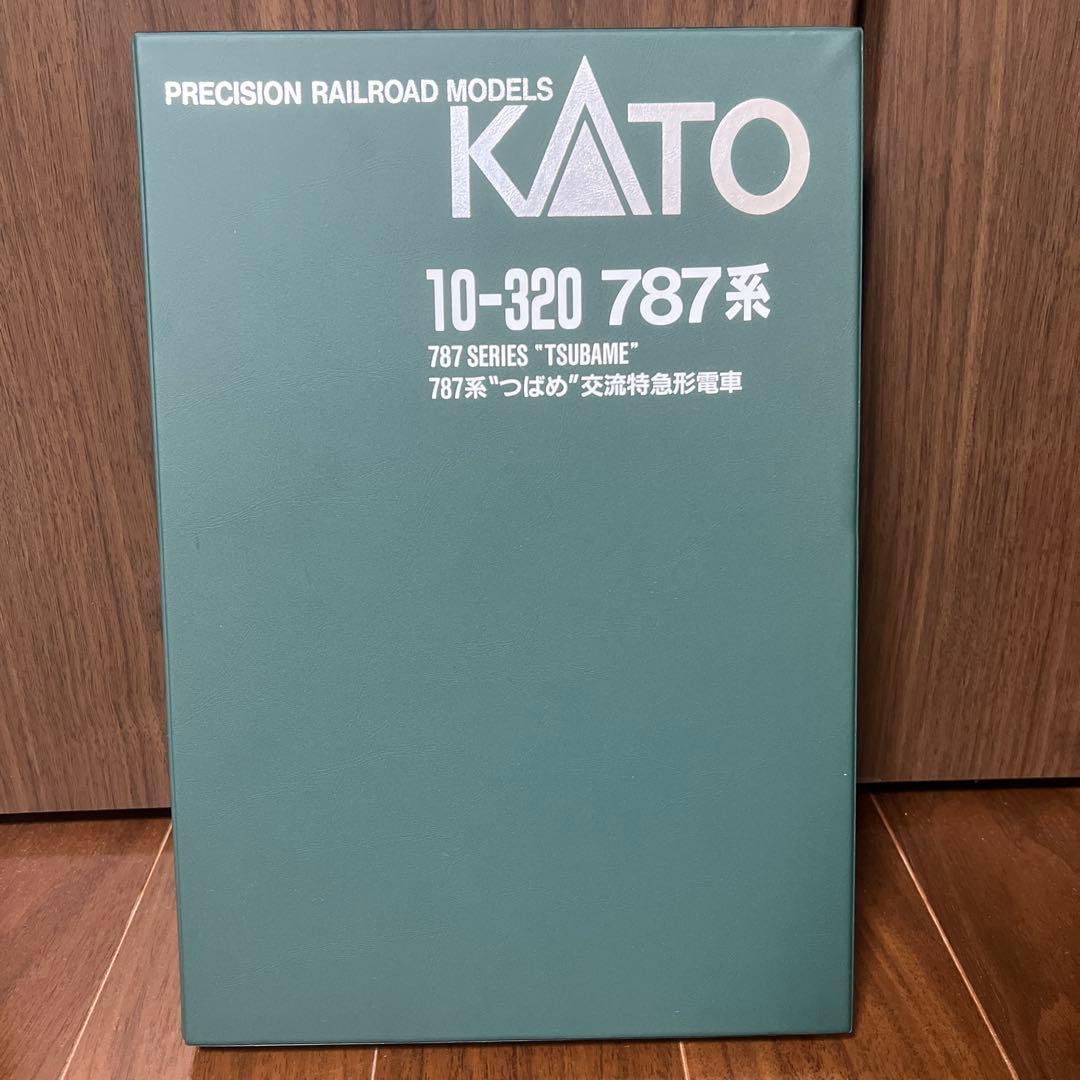 PRECISION RAILROAD MODELS
KATO
10-320 787系
787 SERIES "TSUBAME"
787系"つばめ"交流特急形電車